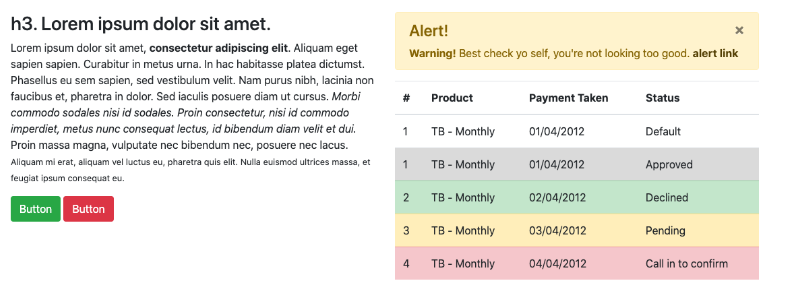 h3. Lorem ipsum dolor sit amet.
Lorem ipsum dolor sit amet, consectetur adipiscing elit. Aliquam eget
sapien sapien. Curabitur in metus urna. In hac habitasse platea dictumst.
Phasellus eu sem sapien, sed vestibulum velit. Nam purus nibh, lacinia non
faucibus et, pharetra in dolor. Sed iaculis posuere diam ut cursus. Morbi
commodo sodales nisi id sodales. Proin consectetur, nisi id commodo
imperdiet, metus nunc consequat lectus, id bibendum diam velit et dui.
Proin massa magna, vulputate nec bibendum nec, posuere nec lacus.
Aliquam mi erat, aliquam vel luctus eu, pharetra quis elit. Nulla euismod ultrices massa, et
feugiat ipsum consequat eu.
Button Button
Alert! ×
Warning! Best check yo self, you're not looking too good. alert link
# Product Payment Taken Status
1 TB - Monthly 01/04/2012 Default
1 TB - Monthly 01/04/2012 Approved
2 TB - Monthly 02/04/2012 Declined
3 TB - Monthly 03/04/2012 Pending
4 TB - Monthly 04/04/2012 Call in to confirm